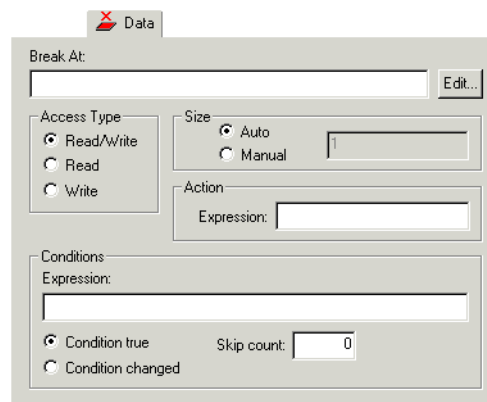 Data
Break At:
Edit...
Access Type
Read/Write
Read
Write
Size
Auto
Manual
1
Action
Expression:
Conditions
Expression:
Condition true
Skip count: 0
Condition changed